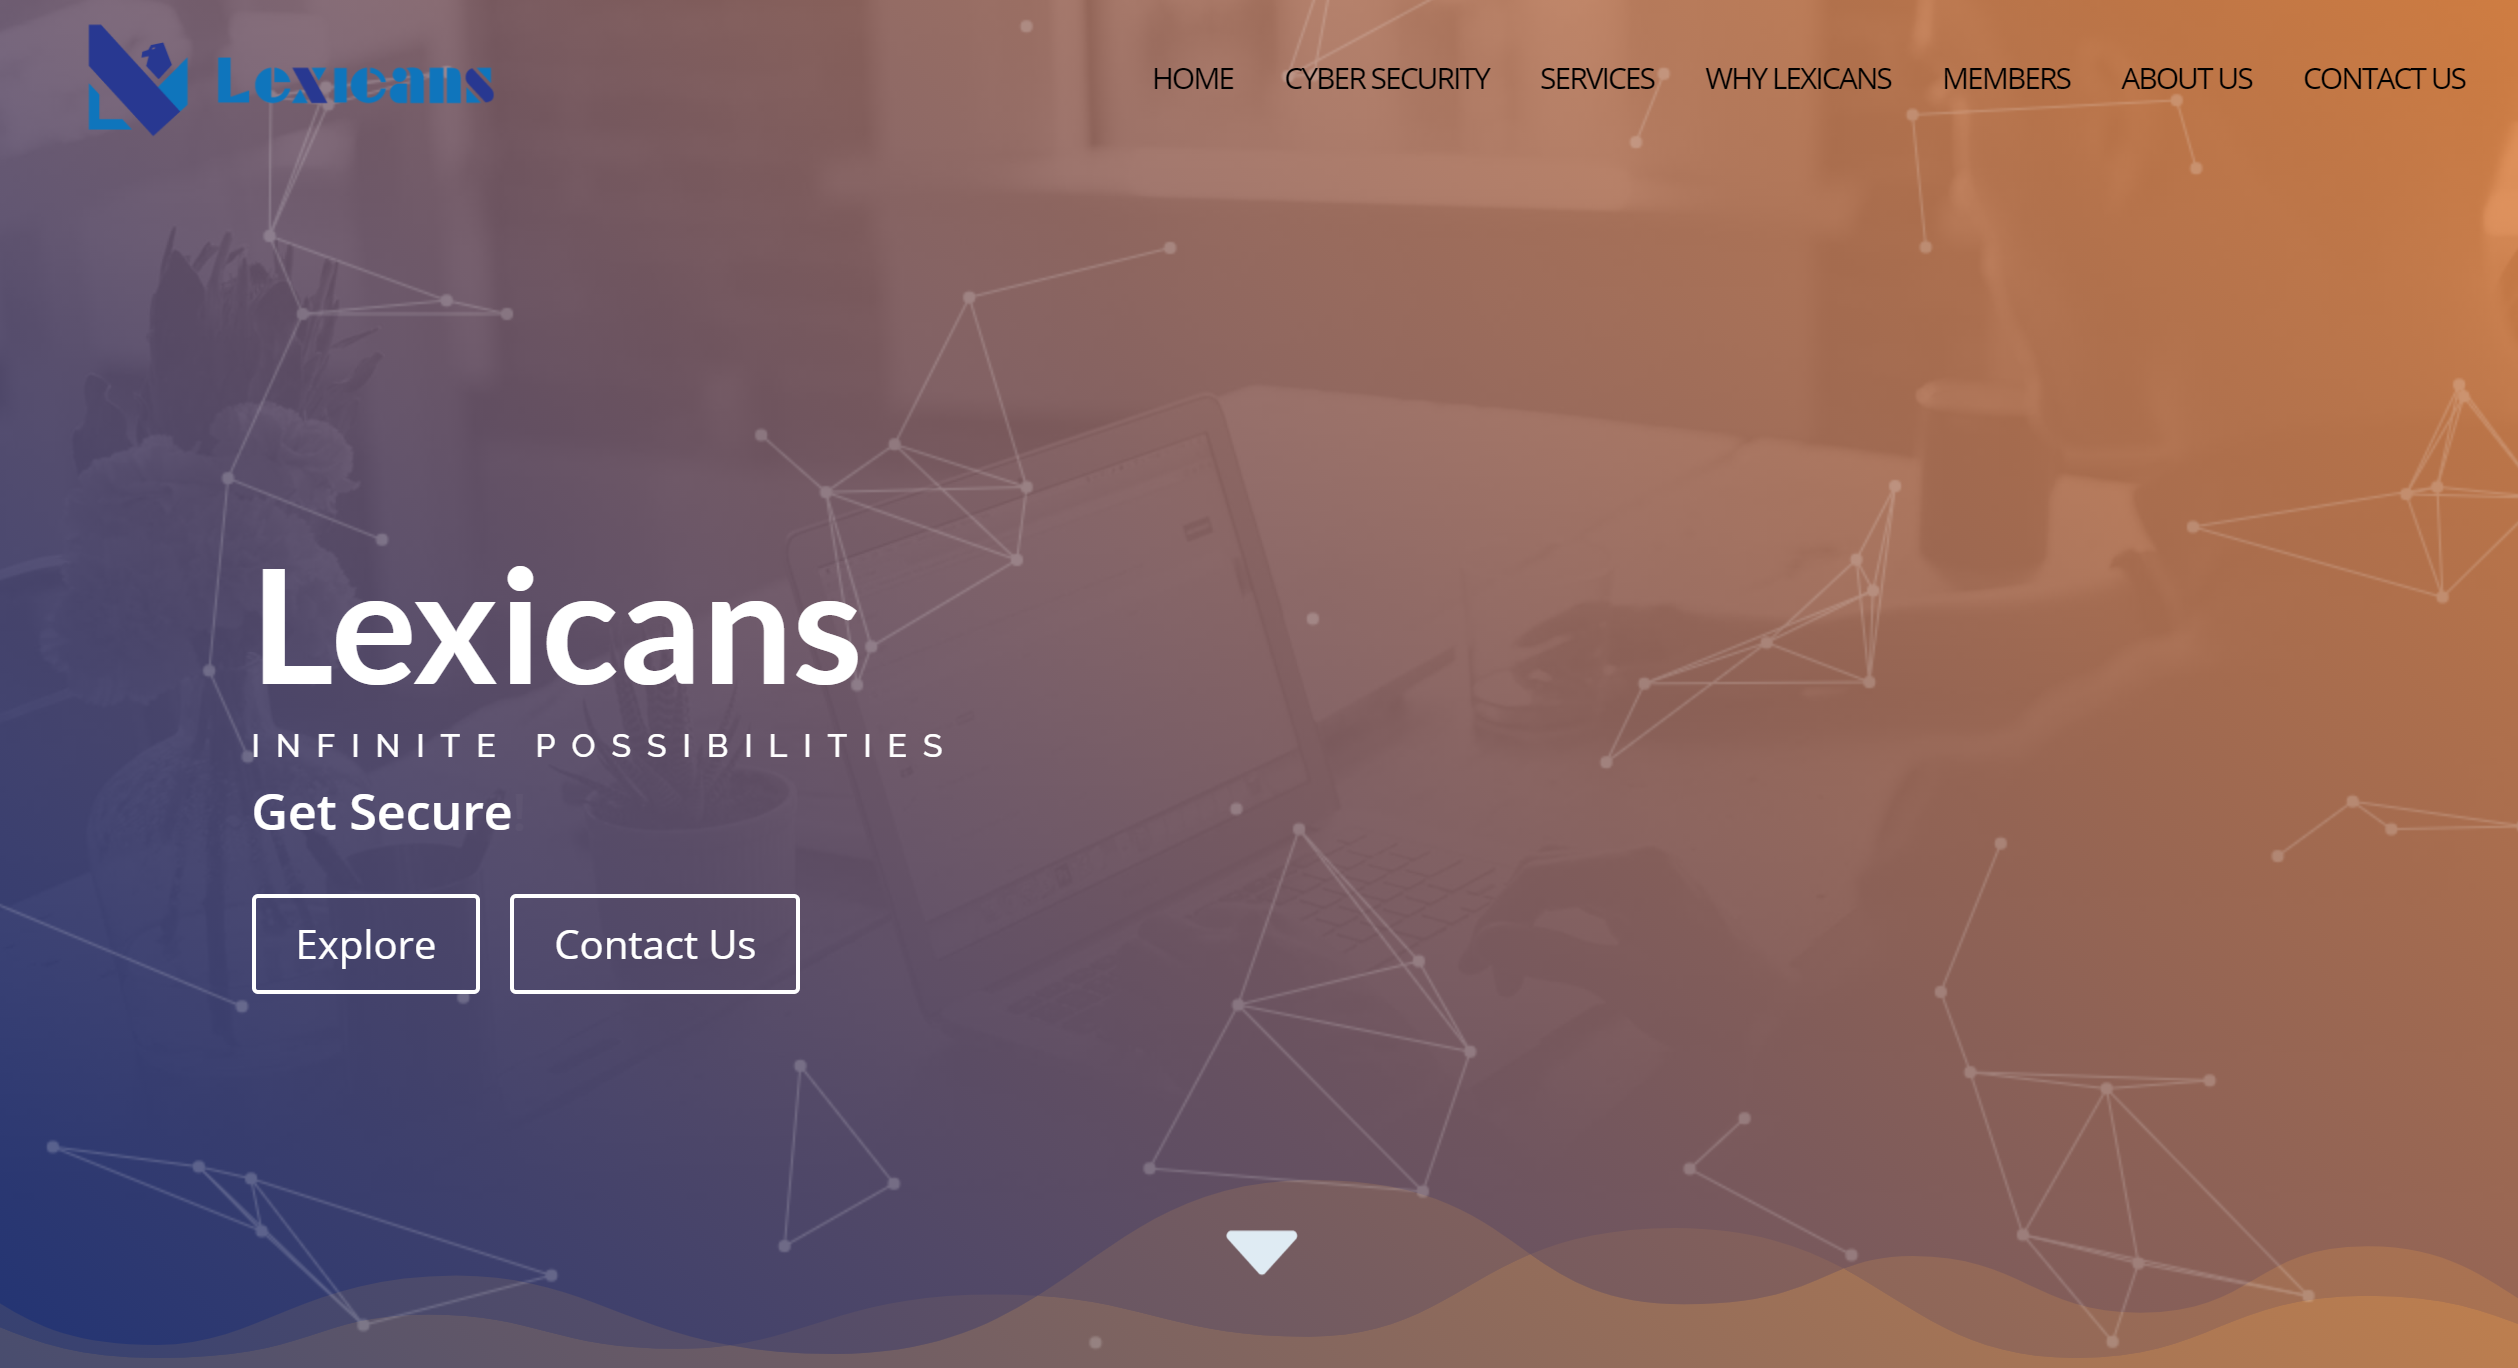 Lexicans
HOME CYBER SECURITY SERVICES WHY LEXICANS MEMBERS ABOUT US CONTACT US
Lexicans
INFINITE POSSIBILITIES
Get Secure
Explore Contact Us